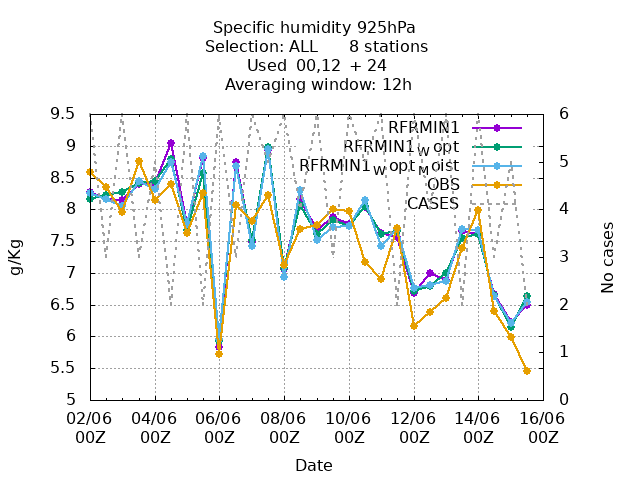 Specific humidity 925hPa
Selection: ALL 8 stations
Used 00,12 + 24
Averaging window: 12h
RFRMIN1
RFRMIN1_W opt
RFRMIN1_W opt_M oist
OBS
CASES
9.5
9
8.5
8
7.5
7
6.5
6
5.5
5
g/Kg
6
5
4
3
2
1
0
No cases
02/06 04/06 06/06 08/06 10/06 12/06 14/06 16/06
00Z 00Z 00Z 00Z 00Z 00Z 00Z 00Z
Date